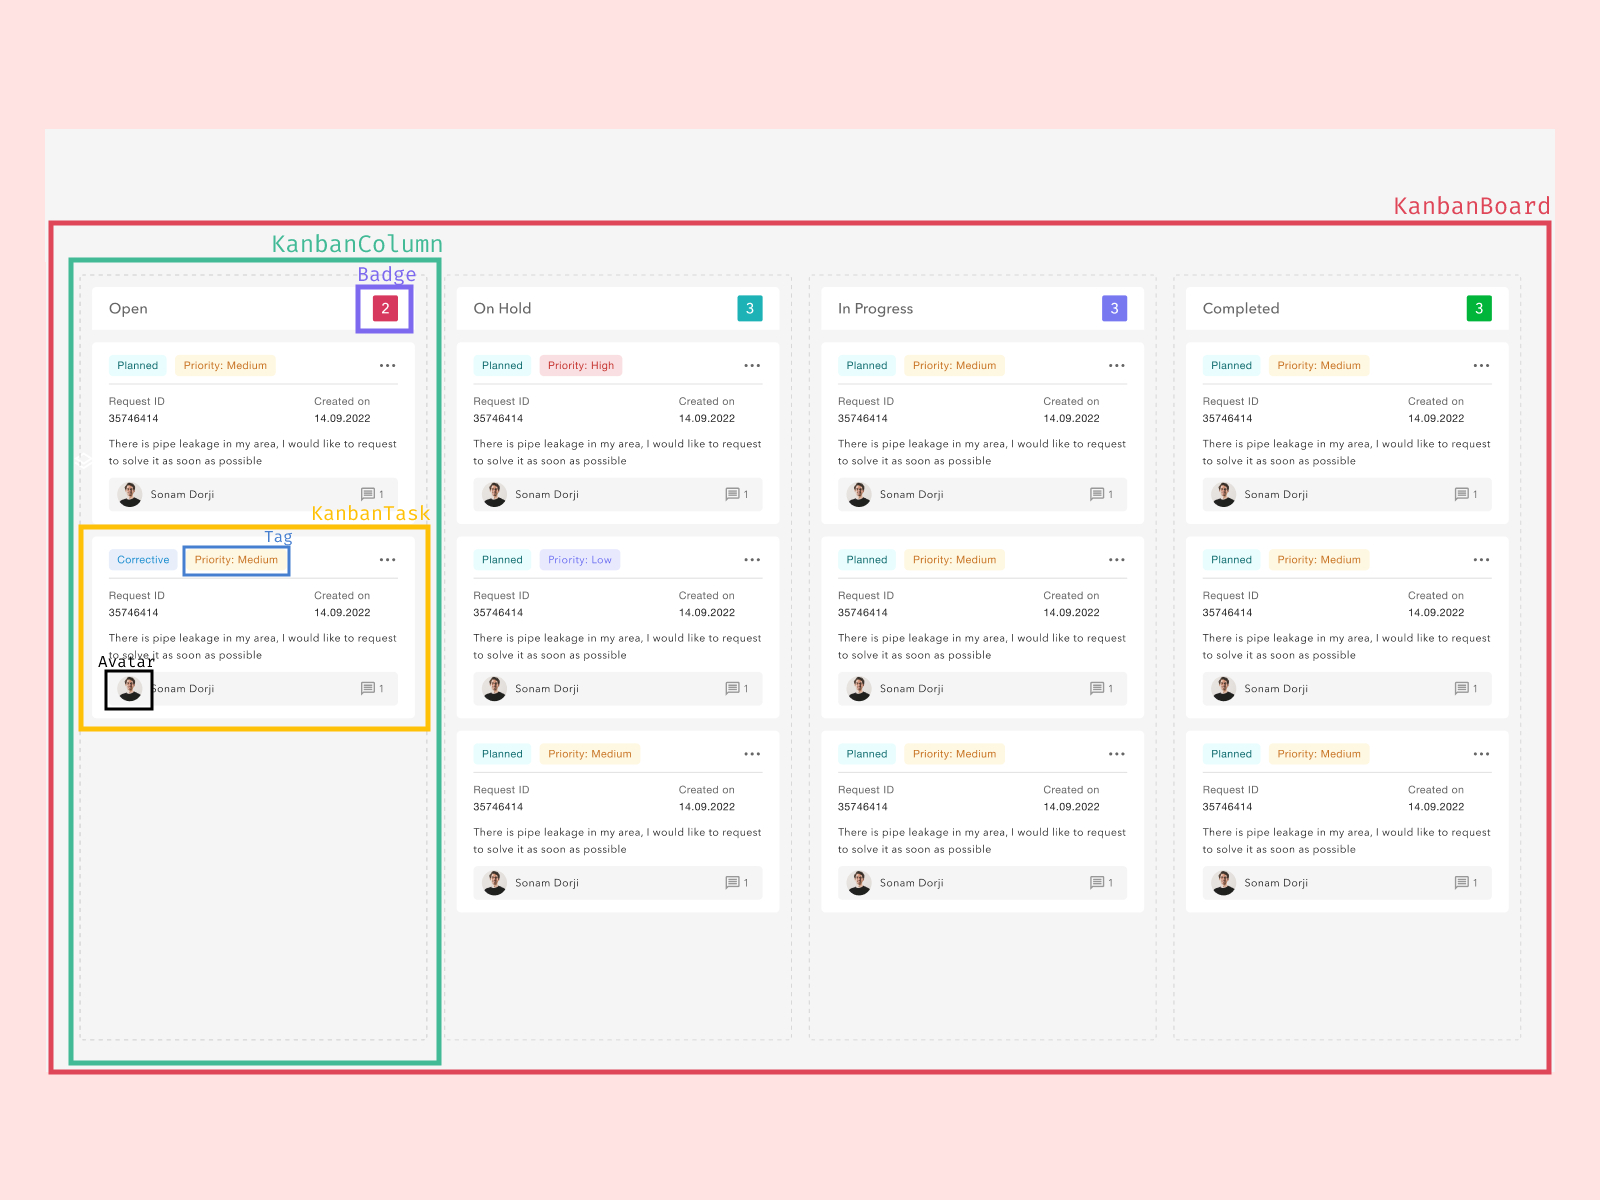 KanbanBoard
KanbanColumn
Badge
Open
2
Planned
Priority: Medium
Request ID
Created on
35746414
14.09.2022
There is pipe leakage in my area, I would like to request
to solve it as soon as possible
Sonam Dorji
1
KanbanTask
Tag
Corrective
Priority: Medium
Request ID
Created on
35746414
14.09.2022
There is pipe leakage in my area, I would like to request
to solve it as soon as possible
Avatar
Sonam Dorji
1
On Hold
3
Planned
Priority: High
Request ID
Created on
35746414
14.09.2022
There is pipe leakage in my area, I would like to request
to solve it as soon as possible
Sonam Dorji
1
Planned
Priority: Low
Request ID
Created on
35746414
14.09.2022
There is pipe leakage in my area, I would like to request
to solve it as soon as possible
Sonam Dorji
1
Planned
Priority: Medium
Request ID
Created on
35746414
14.09.2022
There is pipe leakage in my area, I would like to request
to solve it as soon as possible
Sonam Dorji
1
In Progress
3
Planned
Priority: Medium
Request ID
Created on
35746414
14.09.2022
There is pipe leakage in my area, I would like to request
to solve it as soon as possible
Sonam Dorji
1
Planned
Priority: Medium
Request ID
Created on
35746414
14.09.2022
There is pipe leakage in my area, I would like to request
to solve it as soon as possible
Sonam Dorji
1
Planned
Priority: Medium
Request ID
Created on
35746414
14.09.2022
There is pipe leakage in my area, I would like to request
to solve it as soon as possible
Sonam Dorji
1
Completed
3
Planned
Priority: Medium
Request ID
Created on
35746414
14.09.2022
There is pipe leakage in my area, I would like to request
to solve it as soon as possible
Sonam Dorji
1
Planned
Priority: Medium
Request ID
Created on
35746414
14.09.2022
There is pipe leakage in my area, I would like to request
to solve it as soon as possible
Sonam Dorji
1
Planned
Priority: Medium
Request ID
Created on
35746414
14.09.2022
There is pipe leakage in my area, I would like to request
to solve it as soon as possible
Sonam Dorji
1